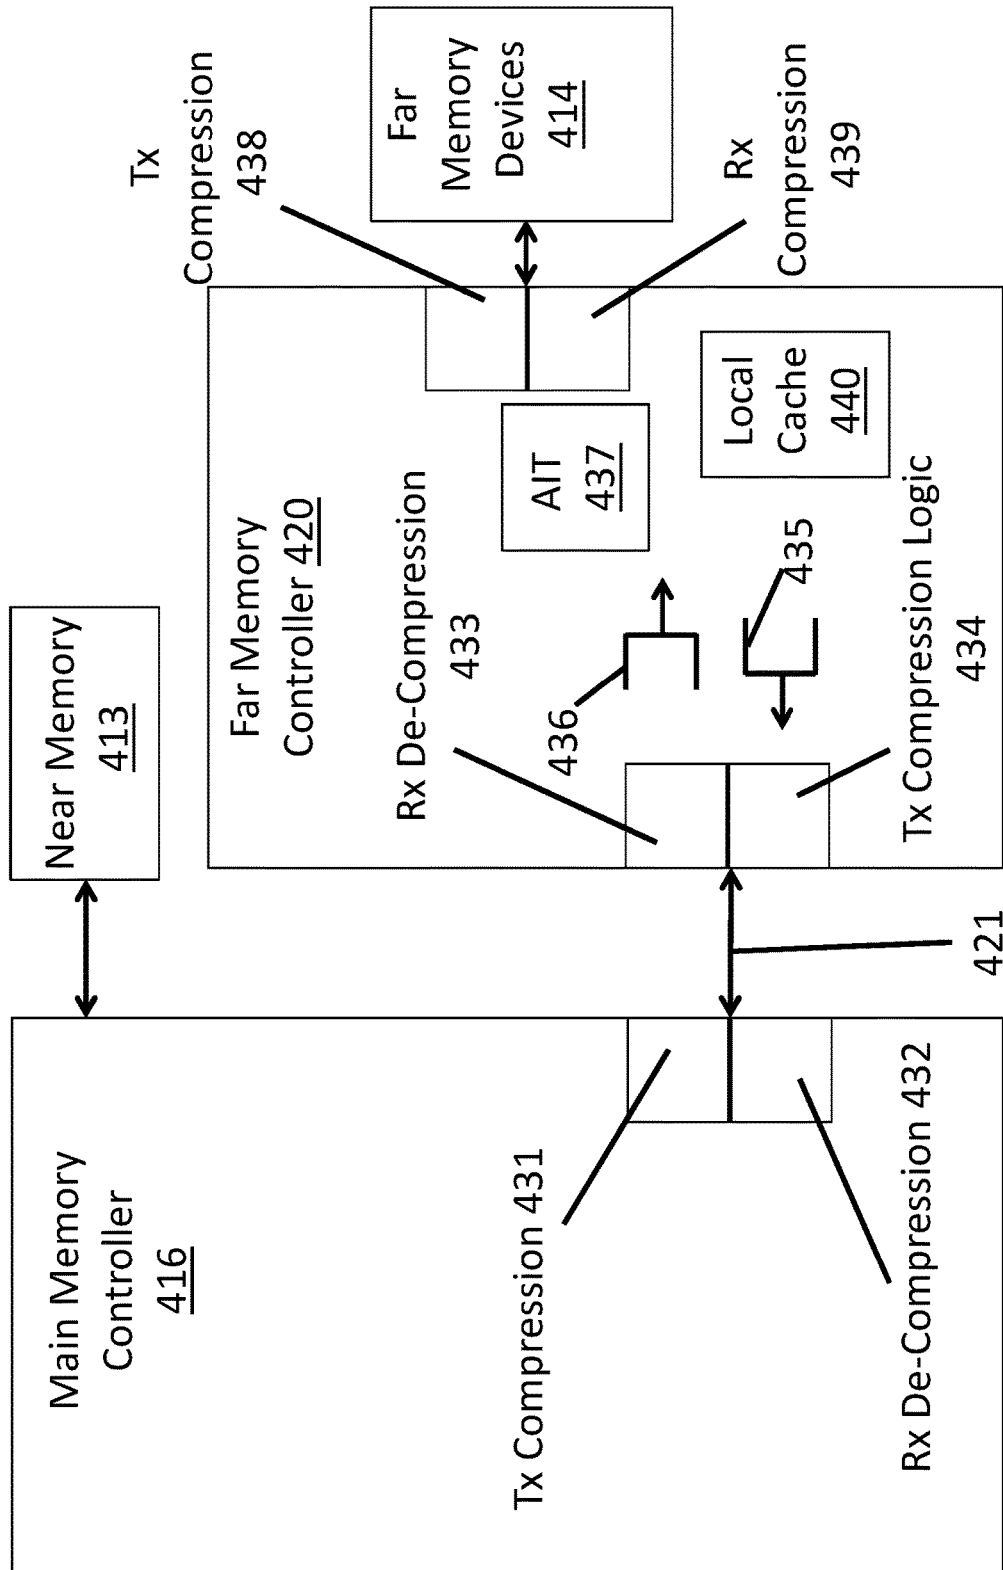 Main Memory
Controller
416
Tx Compression 431
Rx De-Compression 432
421
Near Memory
413
Far Memory
Controller 420
Rx De-Compression
433
436
435
Tx Compression Logic
434
AIT
437
Local
Cache
440
Tx
Compression
438
Far
Memory
Devices
414
Rx
Compression
439